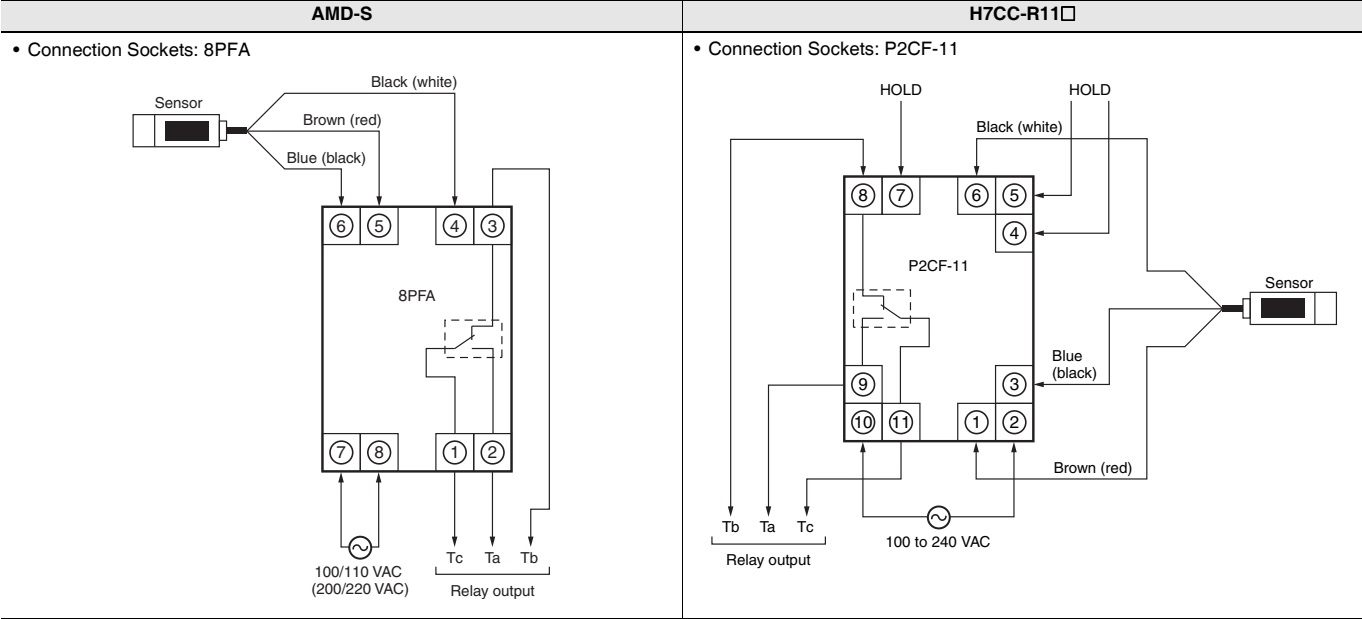 AMD-S
H7CC-R11□
• Connection Sockets: 8PFA
Black (white)
Sensor
Brown (red)
Blue (black)
⑥ ⑤ ④ ③
8PFA
⑦ ⑧ ① ②
Tc Ta Tb
100/110 VAC
(200/220 VAC)
Relay output
• Connection Sockets: P2CF-11
HOLD HOLD
Black (white)
⑧ ⑦ ⑥ ⑤
④
P2CF-11
Sensor
Blue
(black)
⑨ ③
⑩ ⑪ ① ②
Brown (red)
Tb Ta Tc
100 to 240 VAC
Relay output